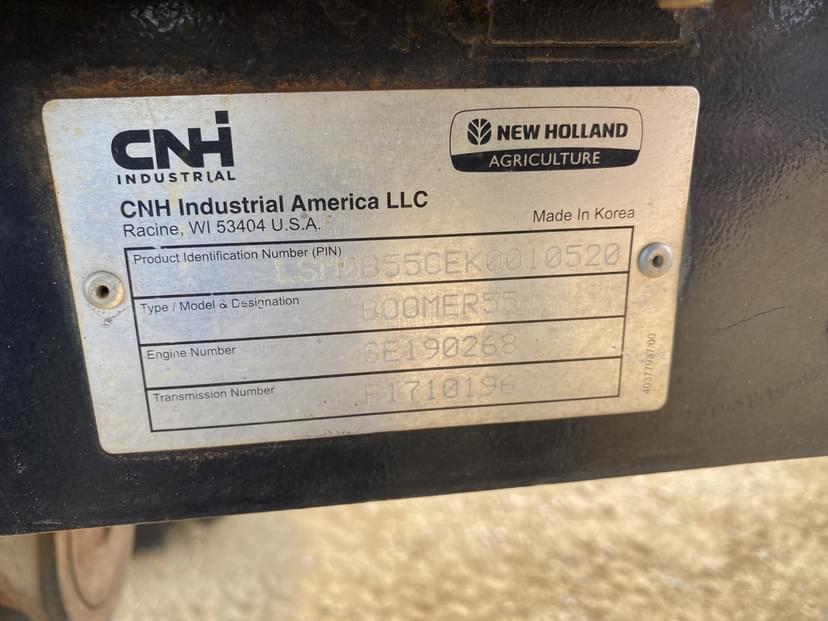 CNH
INDUSTRIAL
NEW HOLLAND
AGRICULTURE
CNH Industrial America LLC
Racine, WI 53404 U.S.A.
Made In Korea
Product Identification Number (PIN)
LSM0B55CEK0010520
Type / Model & Designation
BOOMER55
Engine Number
Transmission Number
F1710196